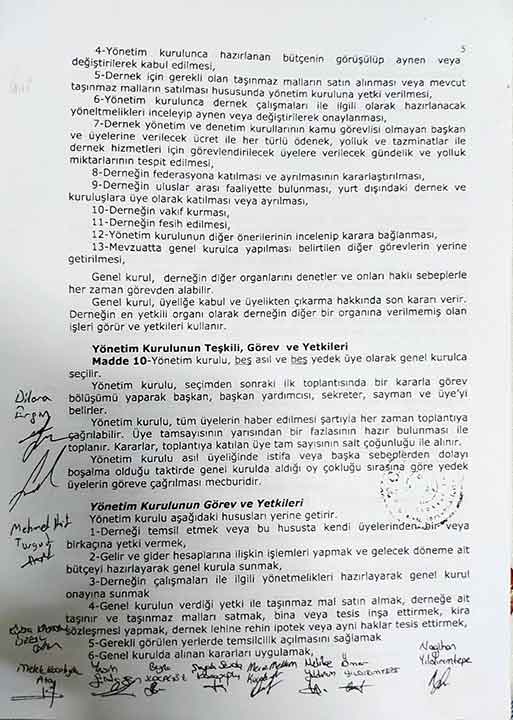 5
4-Yönetim kurulunca hazırlanan bütçenin görüşülüp aynen veya
değiştirilerek kabul edilmesi,
5-Dernek için gerekli olan taşınmaz malların satın alınması veya mevcut
taşınmaz malların satılması hususunda yönetim kuruluna yetki verilmesi,
6-Yönetim kurulunca dernek çalışmaları ile ilgili olarak hazırlanacak
yöneltmelikleri inceleyip aynen veya değiştirilerek onaylanması,
7-Dernek yönetim ve denetim kurullarının kamu görevlisi olmayan başkan
ve üyelerine verilecek ücret ile her türlü ödenek, yolluk ve tazminatlar ile
dernek hizmetleri için görevlendirilecek üyelere verilecek gündelik ve yolluk
miktarlarının tespit edilmesi,
8-Derneğin federasyona katılması ve ayrılmasının kararlaştırılması,
9-Derneğin uluslar arası faaliyette bulunması, yurt dışındaki dernek ve
kuruluşlara üye olarak katılması veya ayrılması,
10-Derneğin vakıf kurması,
11-Derneğin fesih edilmesi,
12-Yönetim kurulunun diğer önerilerinin incelenip karara bağlanması,
13-Mevzuatta genel kurulca yapılması belirtilen diğer görevlerin yerine
getirilmesi,
Genel kurul, derneğin diğer organlarını denetler ve onları haklı sebeplerle
her zaman görevden alabilir.
Genel kurul, üyeliğe kabul ve üyelikten çıkarma hakkında son kararı verir.
Derneğin en yetkili organı olarak derneğin diğer bir organına verilmemiş olan
işleri görür ve yetkileri kullanır.
Yönetim Kurulunun Teşkili, Görev ve Yetkileri
Madde 10-Yönetim kurulu, beş asıl ve beş yedek üye olarak genel kurulca
seçilir.
Yönetim kurulu, seçimden sonraki ilk toplantısında bir kararla görev
bölüşümü yaparak başkan, başkan yardımcısı, sekreter, sayman ve üye'yi
belirler.
Yönetim kurulu, tüm üyelerin haber edilmesi şartıyla her zaman toplantıya
çağrılabilir. Üye tamsayısının yarısından bir fazlasının hazır bulunması ile
toplanır. Kararlar, toplantıya katılan üye tam sayısının salt çoğunluğu ile alınır.
Yönetim kurulu asıl üyeliğinde istifa veya başka sebeplerden dolayı
boşalma olduğu taktirde genel kurulda aldığı oy çokluğu sırasına göre yedek
üyelerin göreve çağrılması mecburidir.
Yönetim Kurulunun Görev ve Yetkileri
Yönetim kurulu aşağıdaki hususları yerine getirir.
1-Derneği temsil etmek veya bu hususta kendi üyelerinden bir veya
birkaçına yetki vermek,
2-Gelir ve gider hesaplarına ilişkin işlemleri yapmak ve gelecek döneme ait
bütçeyi hazırlayarak genel kurula sunmak,
3-Derneğin çalışmaları ile ilgili yönetmelikleri hazırlayarak genel kurul
onayına sunmak
4-Genel kurulun verdiği yetki ile taşınmaz mal satın almak, derneğe ait
taşınır ve taşınmaz malları satmak, bina veya tesis inşa ettirmek, kira
sözleşmesi yapmak, dernek lehine rehin ipotek veya ayni haklar tesis ettirmek,
5-Gerekli görülen yerlerde temsilcilik açılmasını sağlamak
6-Genel kurulda alınan kararları uygulamak,
Dilara
Ergin
Mehmet
Turgut
Nagihan
Yıldırımtepe
Ömer